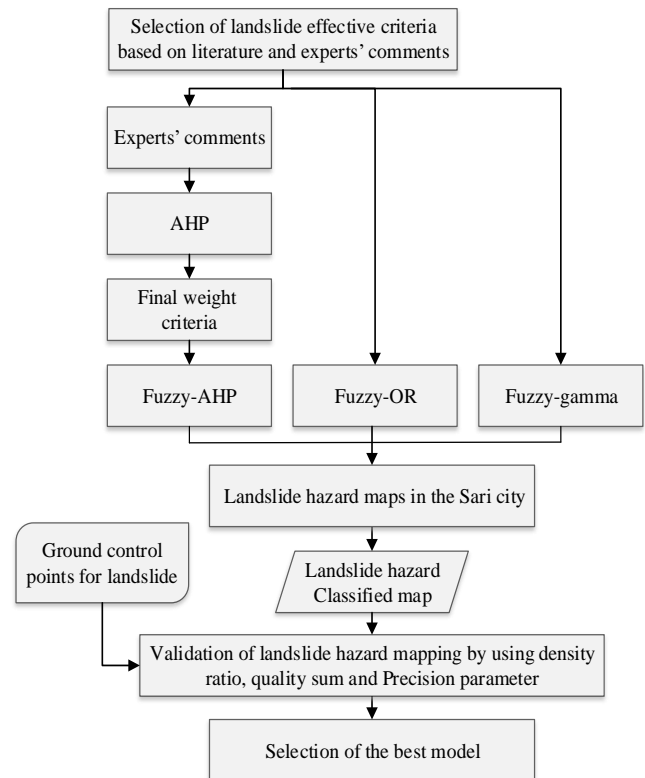 Selection of landslide effective criteria
based on literature and experts' comments
Experts' comments
AHP
Final weight
criteria
Fuzzy-AHP
Fuzzy-OR
Fuzzy-gamma
Landslide hazard maps in the Sari city
Ground control
points for landslide
Landslide hazard
Classified map
Validation of landslide hazard mapping by using density
ratio, quality sum and Precision parameter
Selection of the best model